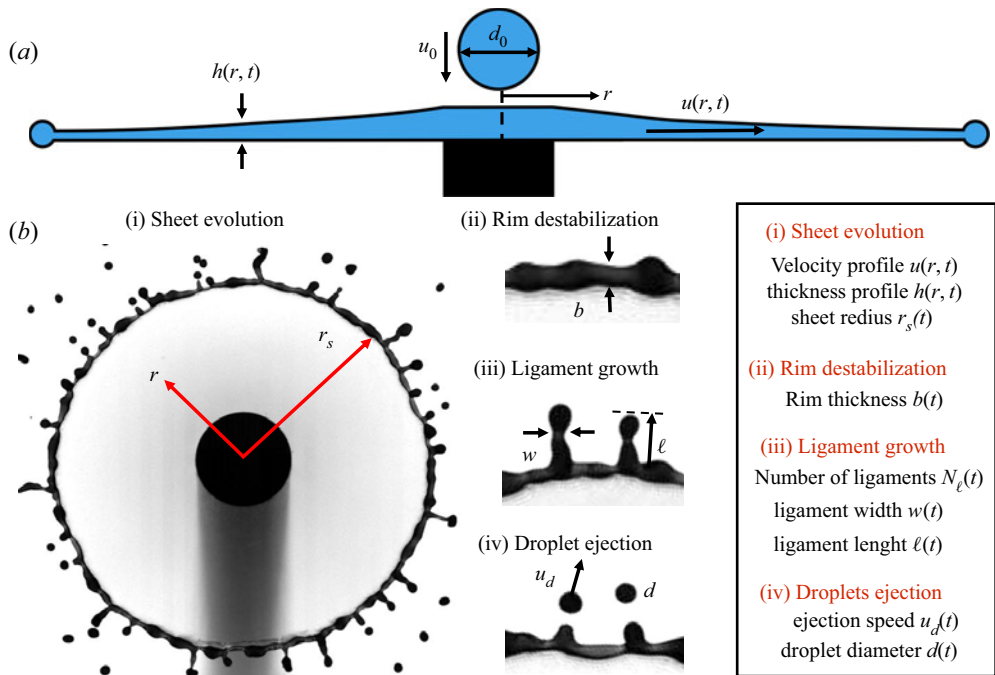 (a)
u0
d0
h(r, t)
r
u(r, t)
(b)
(i) Sheet evolution
rs
r
(ii) Rim destabilization
b
(iii) Ligament growth
w
ℓ
(iv) Droplet ejection
ud
d
(i) Sheet evolution
Velocity profile u(r, t)
thickness profile h(r, t)
sheet redius rs(t)
(ii) Rim destabilization
Rim thickness b(t)
(iii) Ligament growth
Number of ligaments Nℓ(t)
ligament width w(t)
ligament lenght ℓ(t)
(iv) Droplets ejection
ejection speed ud(t)
droplet diameter d(t)